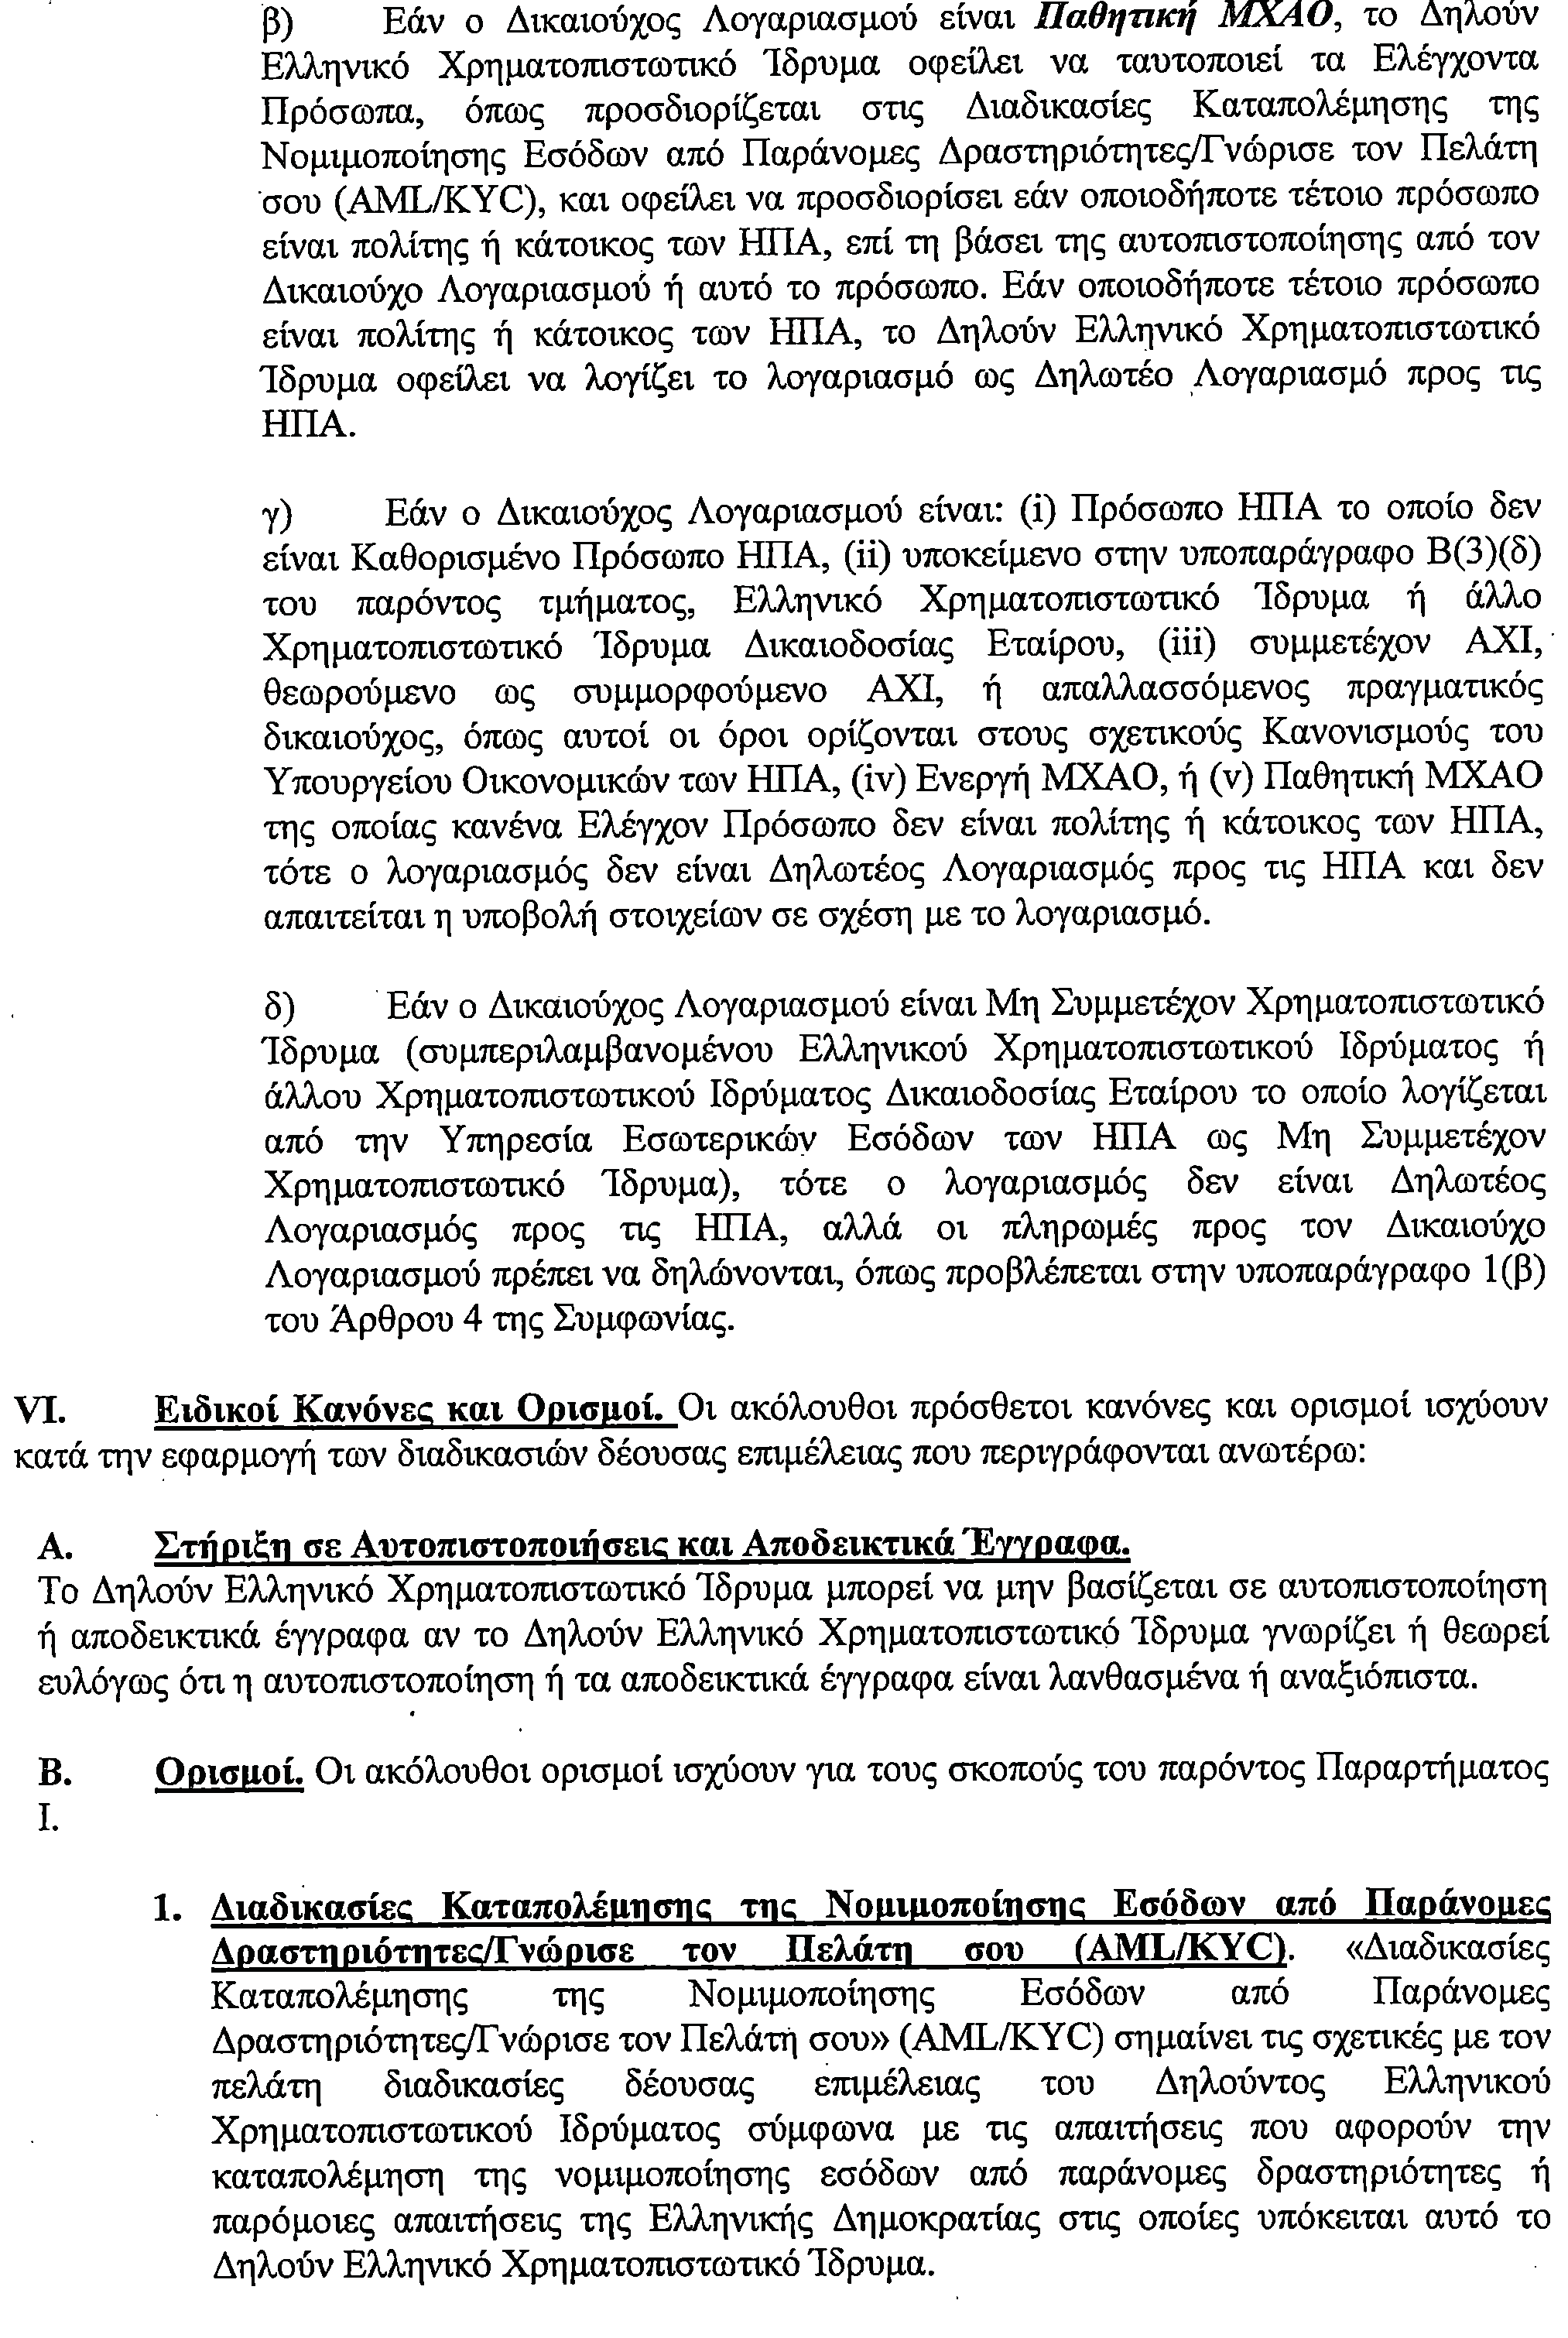 β) Εάν ο Δικαιούχος Λογαριασμού είναι Παθητική ΜΧΑΟ, το Δηλούν
Ελληνικό Χρηματοπιστωτικό Ίδρυμα οφείλει να ταυτοποιεί τα Ελέγχοντα
Πρόσωπα, όπως προσδιορίζεται στις Διαδικασίες Καταπολέμησης της
Νομιμοποίησης Εσόδων από Παράνομες Δραστηριότητες/Γνώρισε τον Πελάτη
σου (AML/KYC), και οφείλει να προσδιορίσει εάν οποιοδήποτε τέτοιο πρόσωπο
είναι πολίτης ή κάτοικος των ΗΠΑ, επί τη βάσει της αυτοπιστοποίησης από τον
Δικαιούχο Λογαριασμού ή αυτό το πρόσωπο. Εάν οποιοδήποτε τέτοιο πρόσωπο
είναι πολίτης ή κάτοικος των ΗΠΑ, το Δηλούν Ελληνικό Χρηματοπιστωτικό
Ίδρυμα οφείλει να λογίζει το λογαριασμό ως Δηλωτέο Λογαριασμό προς τις
ΗΠΑ.
γ) Εάν ο Δικαιούχος Λογαριασμού είναι: (i) Πρόσωπο ΗΠΑ το οποίο δεν
είναι Καθορισμένο Πρόσωπο ΗΠΑ, (ii) υποκείμενο στην υποπαράγραφο Β(3)(δ)
του παρόντος τμήματος, Ελληνικό Χρηματοπιστωτικό Ίδρυμα ή άλλο
Χρηματοπιστωτικό Ίδρυμα Δικαιοδοσίας Εταίρου, (iii) συμμετέχον ΑΧΙ,
θεωρούμενο ως συμμορφούμενο ΑΧΙ, ή απαλλασσόμενος πραγματικός
δικαιούχος, όπως αυτοί οι όροι ορίζονται στους σχετικούς Κανονισμούς του
Υπουργείου Οικονομικών των ΗΠΑ, (iv) Ενεργή ΜΧΑΟ, ή (v) Παθητική ΜΧΑΟ
της οποίας κανένα Ελέγχον Πρόσωπο δεν είναι πολίτης ή κάτοικος των ΗΠΑ,
τότε ο λογαριασμός δεν είναι Δηλωτέος Λογαριασμός προς τις ΗΠΑ και δεν
απαιτείται η υποβολή στοιχείων σε σχέση με το λογαριασμό.
δ) Εάν ο Δικαιούχος Λογαριασμού είναι Μη Συμμετέχον Χρηματοπιστωτικό
Ίδρυμα (συμπεριλαμβανομένου Ελληνικού Χρηματοπιστωτικού Ιδρύματος ή
άλλου Χρηματοπιστωτικού Ιδρύματος Δικαιοδοσίας Εταίρου το οποίο λογίζεται
από την Υπηρεσία Εσωτερικών Εσόδων των ΗΠΑ ως Μη Συμμετέχον
Χρηματοπιστωτικό Ίδρυμα), τότε ο λογαριασμός δεν είναι Δηλωτέος
Λογαριασμός προς τις ΗΠΑ, αλλά οι πληρωμές προς τον Δικαιούχο
Λογαριασμού πρέπει να δηλώνονται, όπως προβλέπεται στην υποπαράγραφο 1(β)
του Άρθρου 4 της Συμφωνίας.
VI. Ειδικοί Κανόνες και Ορισμοί. Οι ακόλουθοι πρόσθετοι κανόνες και ορισμοί ισχύουν
κατά την εφαρμογή των διαδικασιών δέουσας επιμέλειας που περιγράφονται ανωτέρω:
Α. Στήριξη σε Αυτοπιστοποιήσεις και Αποδεικτικά Έγγραφα.
Το Δηλούν Ελληνικό Χρηματοπιστωτικό Ίδρυμα μπορεί να μην βασίζεται σε αυτοπιστοποίηση
ή αποδεικτικά έγγραφα αν το Δηλούν Ελληνικό Χρηματοπιστωτικό Ίδρυμα γνωρίζει ή θεωρεί
ευλόγως ότι η αυτοπιστοποίηση ή τα αποδεικτικά έγγραφα είναι λανθασμένα ή αναξιόπιστα.
Β. Ορισμοί. Οι ακόλουθοι ορισμοί ισχύουν για τους σκοπούς του παρόντος Παραρτήματος
Ι.
1. Διαδικασίες Καταπολέμησης της Νομιμοποίησης Εσόδων από Παράνομες
Δραστηριότητες/Γνώρισε τον Πελάτη σου (AML/KYC). «Διαδικασίες
Καταπολέμησης της Νομιμοποίησης Εσόδων από Παράνομες
Δραστηριότητες/Γνώρισε τον Πελάτη σου» (AML/KYC) σημαίνει τις σχετικές με τον
πελάτη διαδικασίες δέουσας επιμέλειας του Δηλούντος Ελληνικού
Χρηματοπιστωτικού Ιδρύματος σύμφωνα με τις απαιτήσεις που αφορούν την
καταπολέμηση της νομιμοποίησης εσόδων από παράνομες δραστηριότητες ή
παρόμοιες απαιτήσεις της Ελληνικής Δημοκρατίας στις οποίες υπόκειται αυτό το
Δηλούν Ελληνικό Χρηματοπιστωτικό Ίδρυμα.